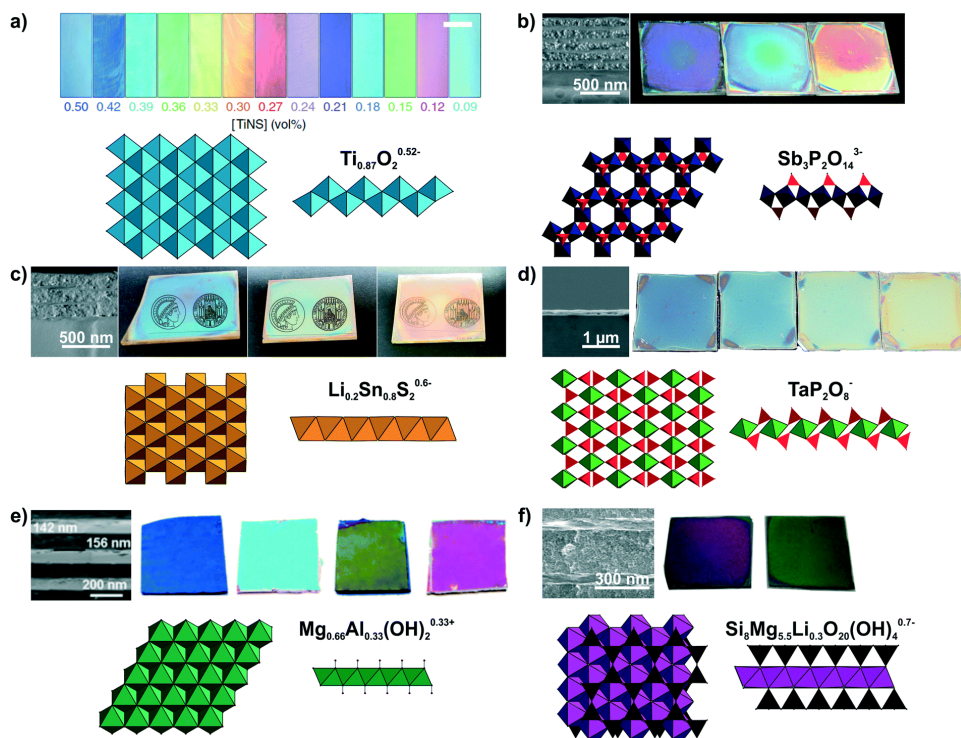 a)
0.50 0.42 0.39 0.36 0.33 0.30 0.27 0.24 0.21 0.18 0.15 0.12 0.09
[TiNS] (vol%)
Ti0.87O2^0.52-
b)
500 nm
Sb3P2O14^3-
c)
500 nm
Li0.2Sn0.8S2^0.6-
d)
1 µm
TaP2O8^-
e)
142 nm
156 nm
200 nm
Mg0.66Al0.33(OH)2^0.33+
f)
300 nm
Si8Mg5.5Li0.3O20(OH)4^0.7-